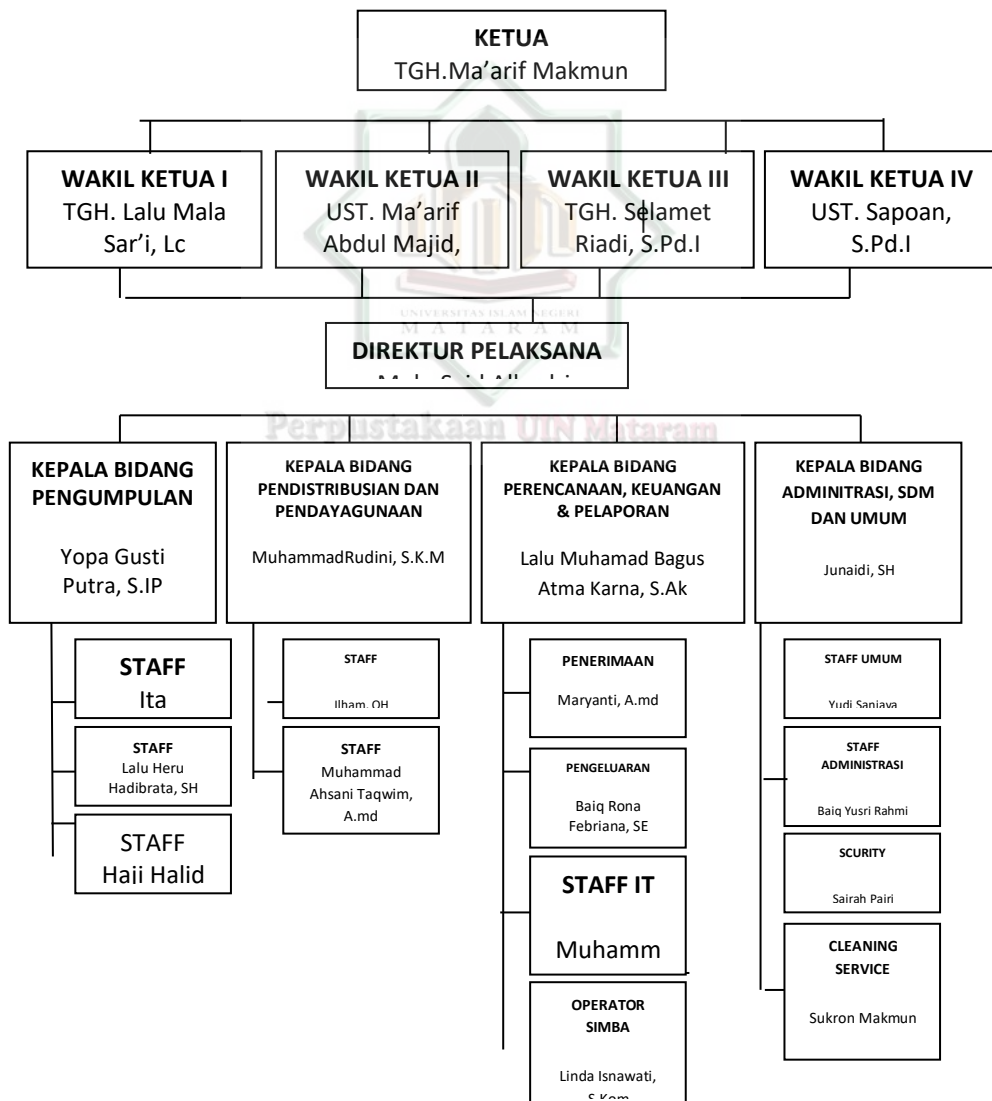 KETUA
TGH.Ma’arif Makmun
WAKIL KETUA I
TGH. Lalu Mala
Sar’i, Lc
WAKIL KETUA II
UST. Ma’arif
Abdul Majid,
WAKIL KETUA III
TGH. Selamet
Riadi, S.Pd.I
WAKIL KETUA IV
UST. Sapoan,
S.Pd.I
UNIVERSITAS ISLAM NEGERI
MATARAM
DIREKTUR PELAKSANA
Perpustakaan UIN Mataram
KEPALA BIDANG
PENGUMPULAN
Yopa Gusti
Putra, S.IP
KEPALA BIDANG
PENDISTRIBUSIAN DAN
PENDAYAGUNAAN
MuhammadRudini, S.K.M
KEPALA BIDANG
PERENCANAAN, KEUANGAN
& PELAPORAN
Lalu Muhamad Bagus
Atma Karna, S.Ak
KEPALA BIDANG
ADMINITRASI, SDM
DAN UMUM
Junaidi, SH
STAFF
Ita
STAFF
Lalu Heru
Hadibrata, SH
STAFF
Haji Halid
STAFF
Ilham, QH
STAFF
Muhammad
Ahsani Taqwim,
A.md
PENERIMAAN
Maryanti, A.md
PENGELUARAN
Baiq Rona
Febriana, SE
STAFF IT
Muhamm
OPERATOR
SIMBA
Linda Isnawati,
S.Kom
STAFF UMUM
Yudi Sanjaya
STAFF
ADMINISTRASI
Baiq Yusri Rahmi
SCURITY
Sairah Pairi
CLEANING
SERVICE
Sukron Makmun